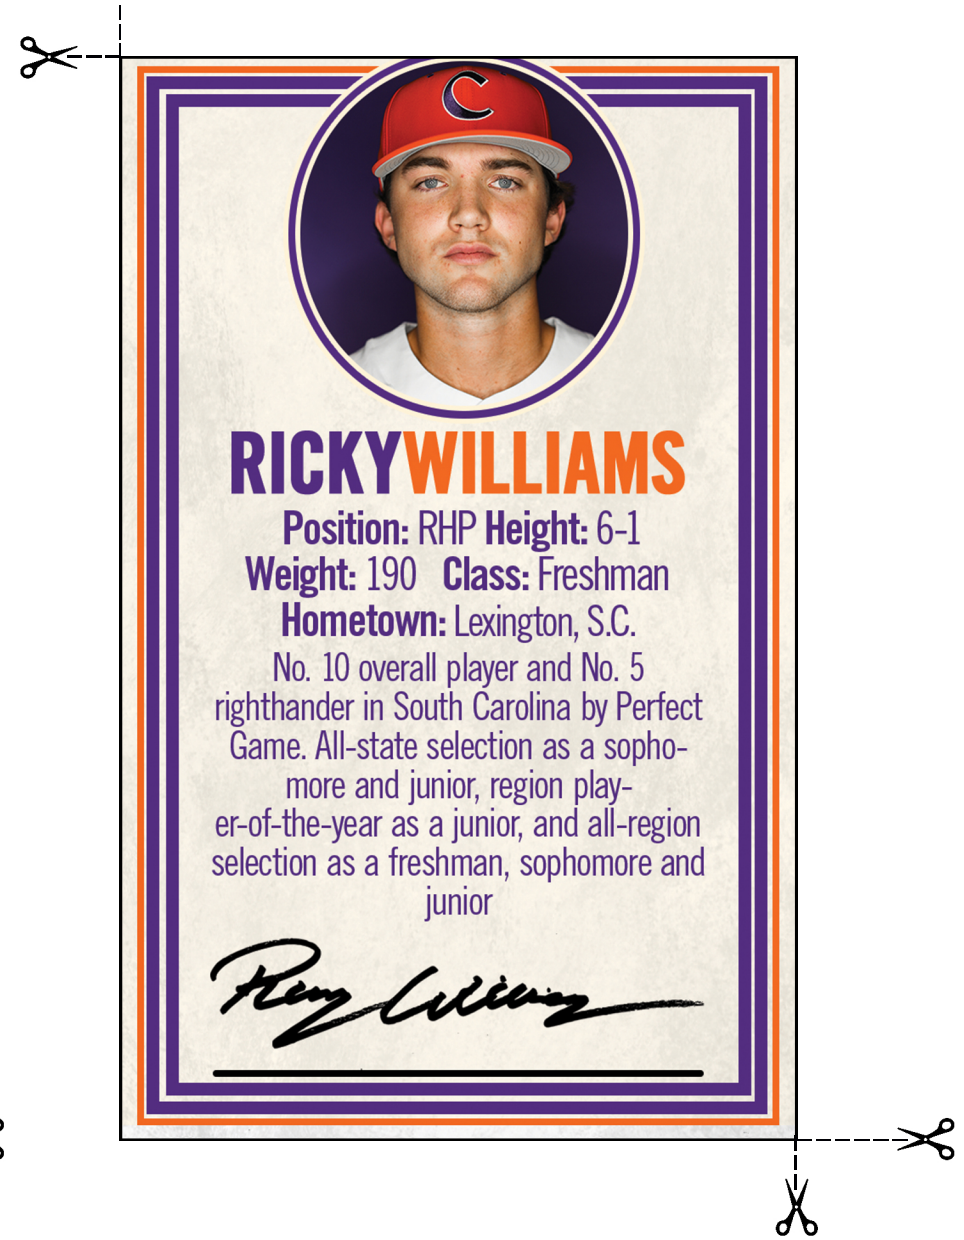 C
RICKYWILLIAMS
Position: RHP Height: 6-1
Weight: 190 Class: Freshman
Hometown: Lexington, S.C.
No. 10 overall player and No. 5
righthander in South Carolina by Perfect
Game. All-state selection as a sopho-
more and junior, region play-
er-of-the-year as a junior, and all-region
selection as a freshman, sophomore and
junior
Ricky Williams